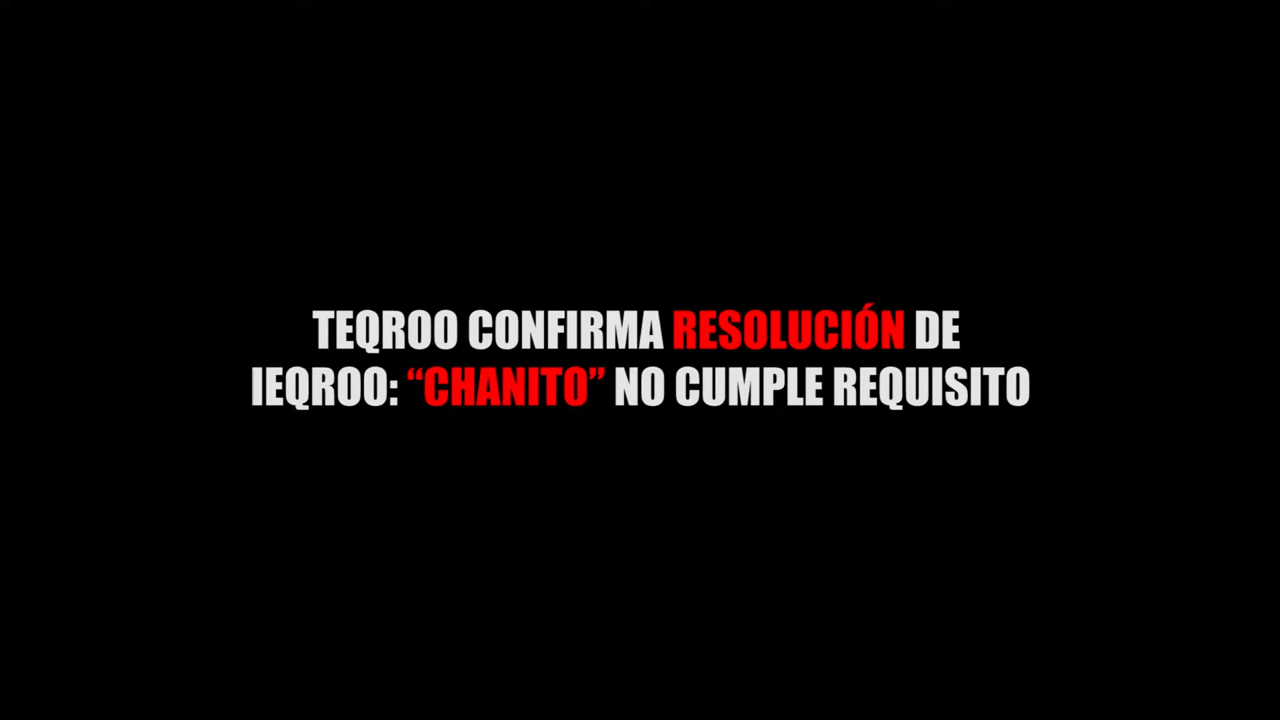 TEQROO CONFIRMA RESOLUCIÓN DE
IEQROO: “CHANITO” NO CUMPLE REQUISITO